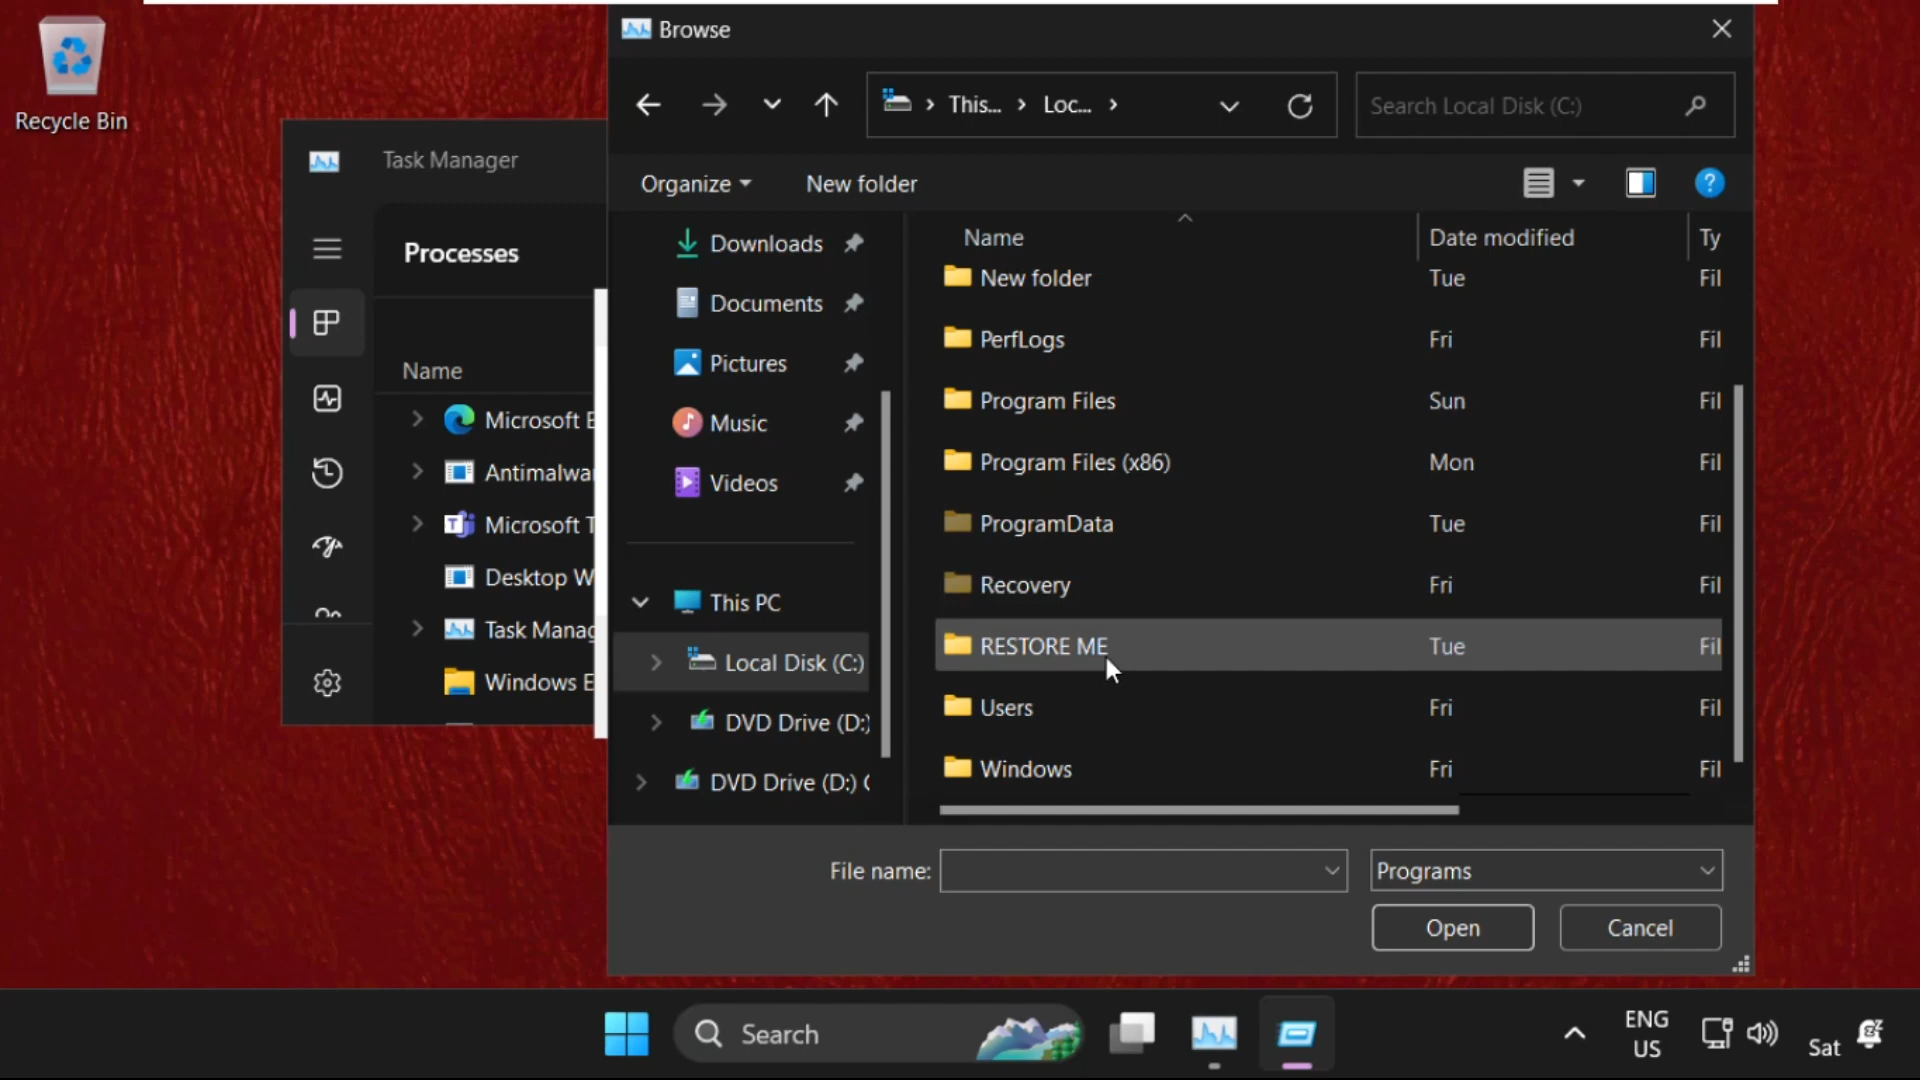 Recycle Bin
Task Manager
Processes
Name
Microsoft E
Antimalwa
Microsoft T
Desktop W
Task Manag
Windows E
Browse
This...
Loc...
Search Local Disk (C:)
Organize
New folder
?
Downloads
Documents
Pictures
Music
Videos
This PC
Local Disk (C:)
DVD Drive (D:)
DVD Drive (D:) C
Name Date modified Ty
New folder Tue Fil
PerfLogs Fri Fil
Program Files Sun Fil
Program Files (x86) Mon Fil
ProgramData Tue Fil
Recovery Fri Fil
RESTORE ME Tue Fil
Users Fri Fil
Windows Fri Fil
File name:
Programs
Open
Cancel
Search
ENG
US
Sat